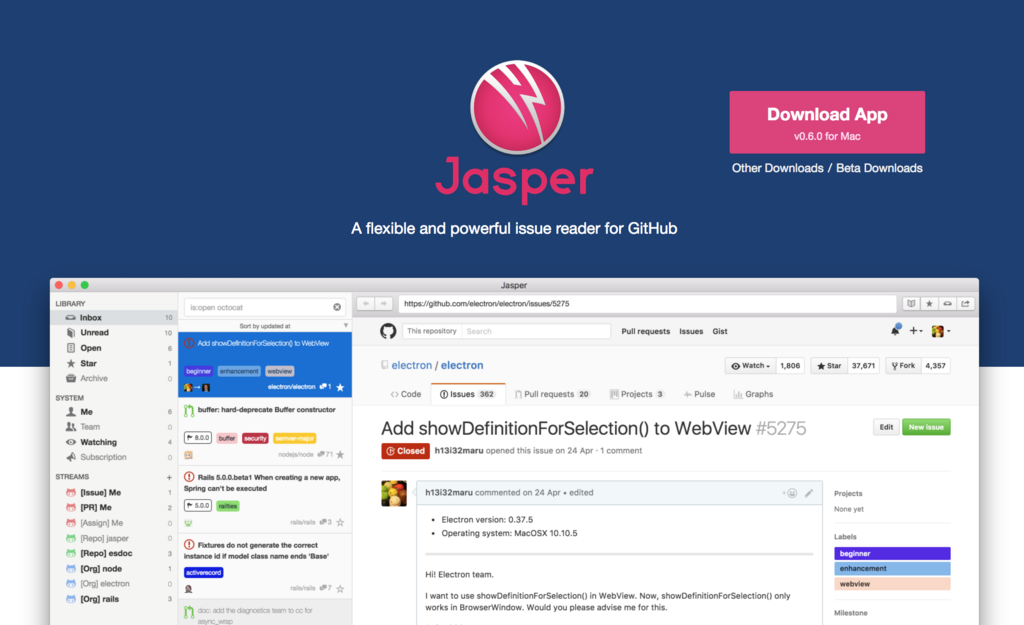 Jasper
A flexible and powerful issue reader for GitHub
Download App
v0.6.0 for Mac
Other Downloads / Beta Downloads
Jasper
LIBRARY
Inbox 10
Unread 10
Open 6
Star 1
Archive 0
SYSTEM
Me 6
Team 0
Watching 4
Subscription 0
STREAMS +
[Issue] Me 1
[PR] Me 2
[Assign] Me 0
[Repo] jasper 0
[Repo] esdoc 3
[Org] node 1
[Org] electron 0
[Org] rails 3
is:open octocat
Sort by updated at
Add showDefinitionForSelection() to WebView
beginner enhancement webview
electron/electron 1
buffer: hard-deprecate Buffer constructor
8.0.0 buffer security semver-major
nodejs/node 71
Rails 5.0.0.beta1 When creating a new app,
Spring can't be executed
5.0.0 railties
rails/rails 3
Fixtures do not generate the correct
instance id if model class name ends 'Base'
activerecord
rails/rails 7
doc: add the diagnostics team to cc for
async_wrap
https://github.com/electron/electron/issues/5275
This repository Search
Pull requests Issues Gist
electron / electron
Watch 1,806 Star 37,671 Fork 4,357
Code Issues 362 Pull requests 20 Projects 3 Pulse Graphs
Add showDefinitionForSelection() to WebView #5275
Edit New Issue
Closed h13i32maru opened this issue on 24 Apr · 1 comment
h13i32maru commented on 24 Apr • edited
• Electron version: 0.37.5
• Operating system: MacOSX 10.10.5
Hi! Electron team.
I want to use showDefinitionForSelection() in WebView. Now, showDefinitionForSelection() only
works in BrowserWindow. Would you please advise me for this.
Projects
None yet
Labels
beginner
enhancement
webview
Milestone